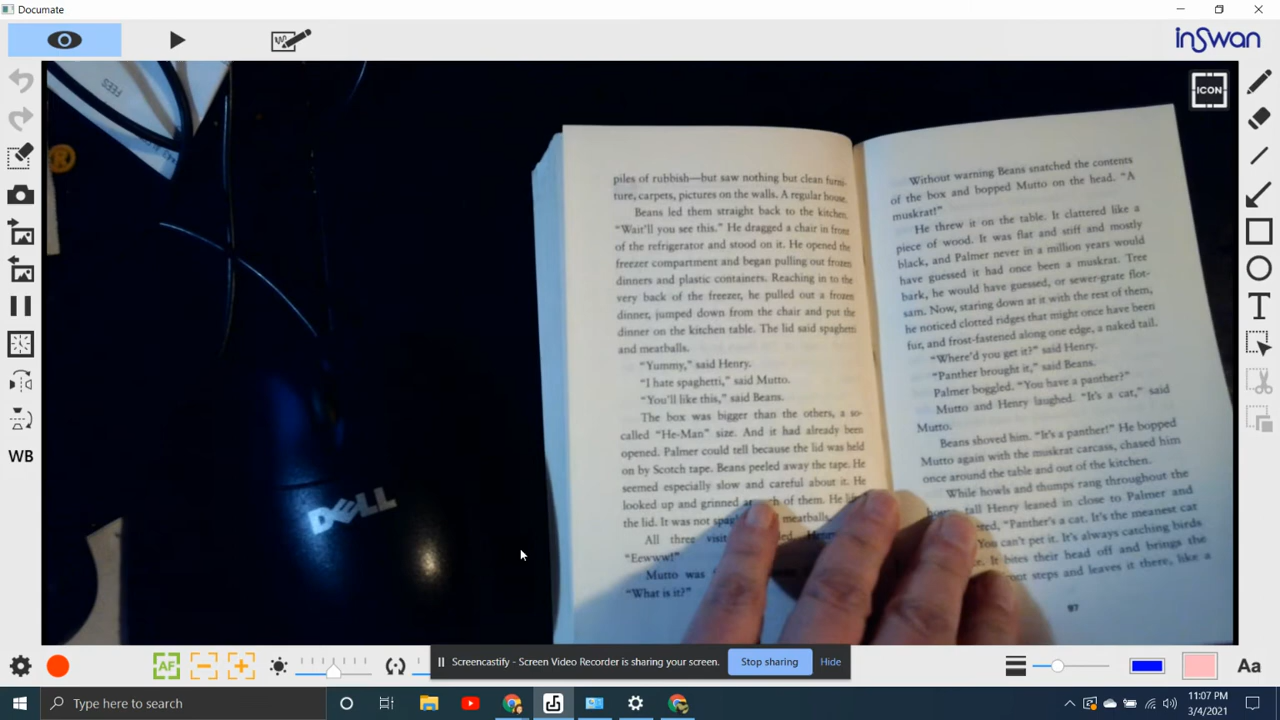 Documate
inSwan
ICON
FEES
DELL
piles of rubbish—but saw nothing but clean furni-
ture, carpets, pictures on the walls. A regular house.
Beans led them straight back to the kitchen.
"Wait'll you see this." He dragged a chair in front
of the refrigerator and stood on it. He opened the
freezer compartment and began pulling out frozen
dinners and plastic containers. Reaching in to the
very back of the freezer, he pulled out a frozen
dinner, jumped down from the chair and put the
dinner on the kitchen table. The lid said spaghetti
and meatballs.
"Yummy," said Henry.
"I hate spaghetti," said Mutto.
"You'll like this," said Beans.
The box was bigger than the others, a so-
called "He-Man" size. And it had already been
opened. Palmer could tell because the lid was held
on by Scotch tape. Beans peeled away the tape. He
seemed especially slow and careful about it. He
looked up and grinned at of them. He
the lid. It was not meatballs.
All three
"Eewww!"
Mutto was
"What is it?"
Without warning Beans snatched the contents
of the box and bopped Mutto on the head. "A
muskrat!"
He threw it on the table. It clattered like a
piece of wood. It was flat and stiff and mostly
black, and Palmer never in a million years would
have guessed it had once been a muskrat. Tree
bark, he would have guessed, or sewer-grate flot-
sam. Now, staring down at it with the rest of them,
he noticed clotted ridges that might once have been
fur, and frost-fastened along one edge, a naked tail.
"Where'd you get it?" said Henry.
"Panther brought it," said Beans.
Palmer boggled. "You have a panther?"
Mutto and Henry laughed. "It's a cat," said
Mutto.
Beans shoved him. "It's a panther!" He bopped
Mutto again with the muskrat carcass, chased him
once around the table and out of the kitchen.
While howls and thumps rang throughout the
tall Henry leaned in close to Palmer and
"Panther's a cat. It's the meanest cat
You can't pet it. It's always catching birds
It bites their head off and brings the
steps and leaves it there, like a
97
WB
T
AF
Screencastify - Screen Video Recorder is sharing your screen.
Stop sharing
Hide
Aa
Type here to search
11:07 PM
3/4/2021